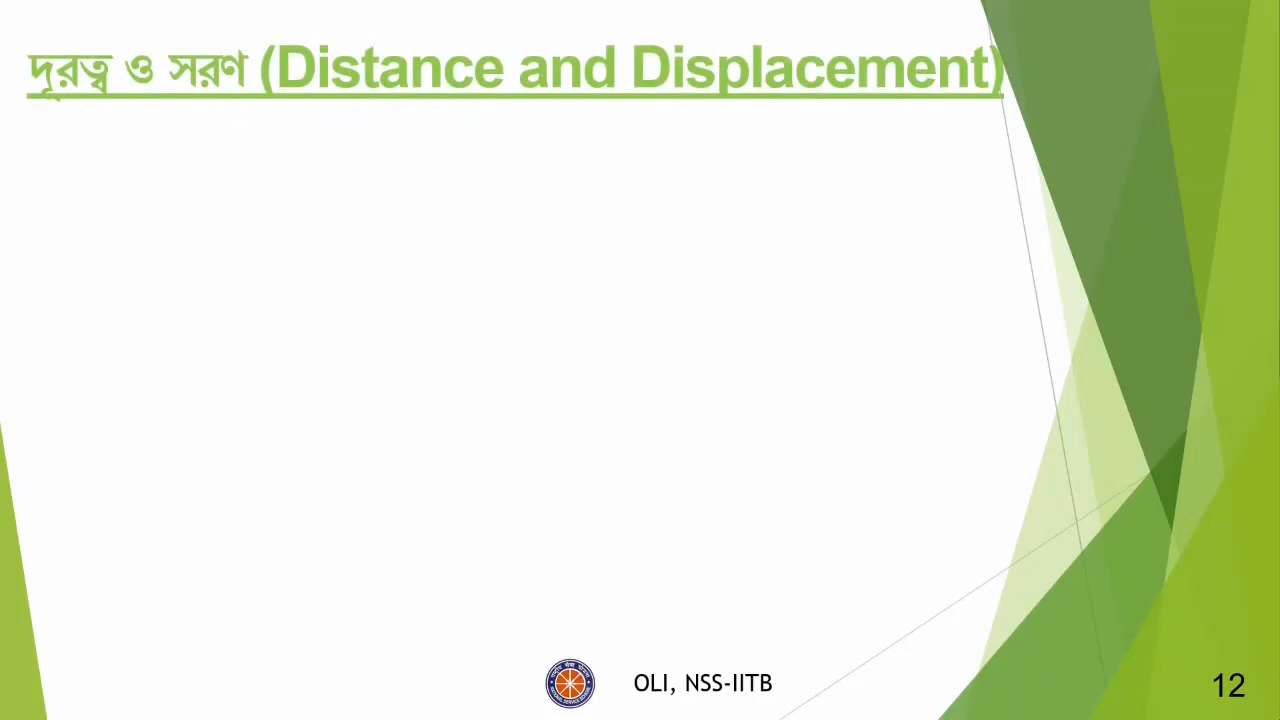 দূরত্ব ও সরণ (Distance and Displacement)
OLI, NSS-IITB
12